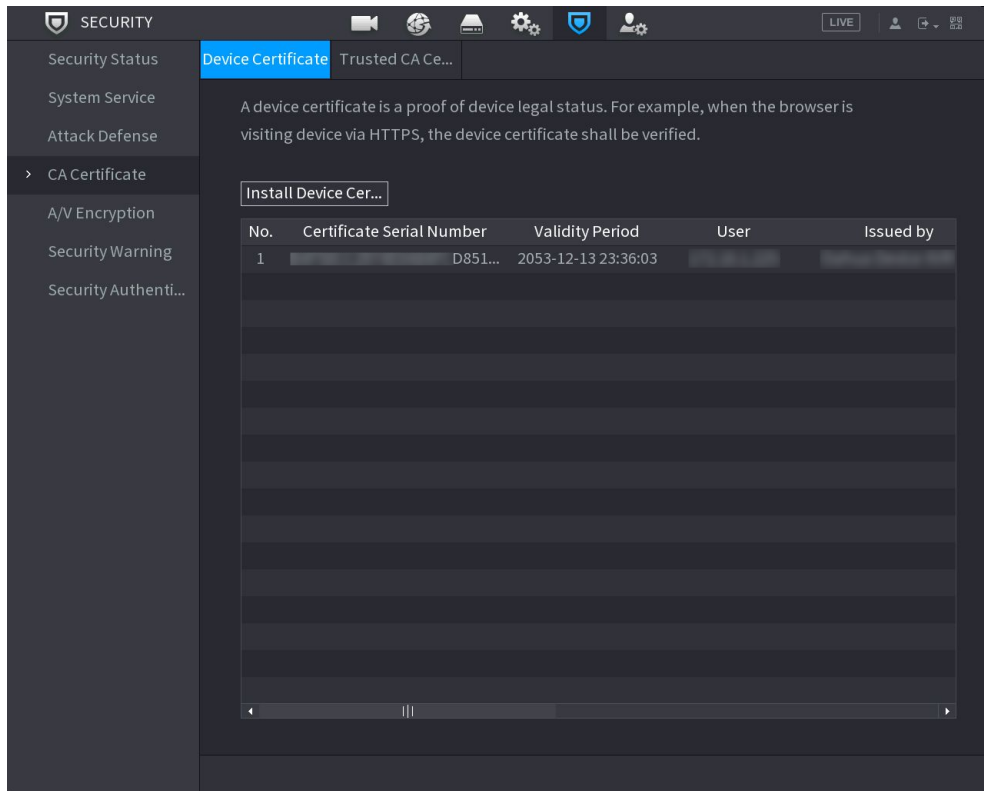 SECURITY
LIVE
Security Status
System Service
Attack Defense
CA Certificate
A/V Encryption
Security Warning
Security Authenti...
Device Certificate
Trusted CA Ce...
A device certificate is a proof of device legal status. For example, when the browser is
visiting device via HTTPS, the device certificate shall be verified.
Install Device Cer...
No. Certificate Serial Number Validity Period User Issued by
1 D851... 2053-12-13 23:36:03